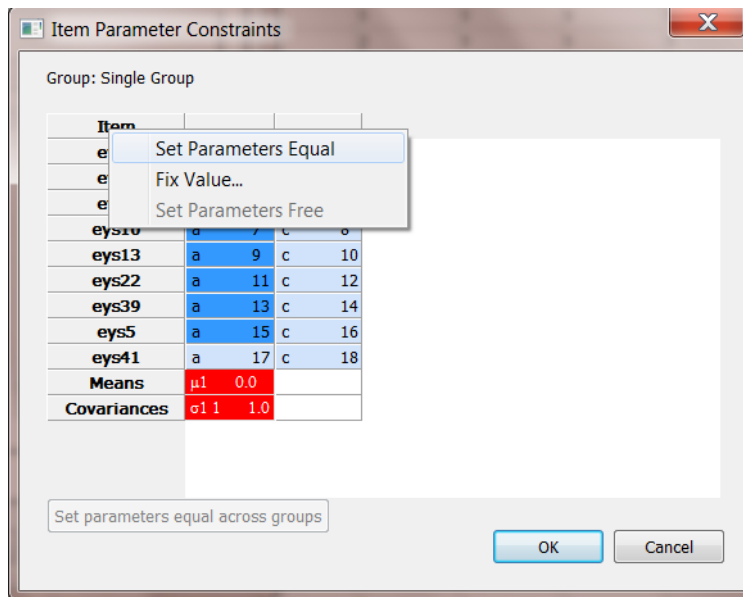 Item Parameter Constraints
Group: Single Group
Item
Set Parameters Equal
Fix Value...
Set Parameters Free
eys10 a 7 c 8
eys13 a 9 c 10
eys22 a 11 c 12
eys39 a 13 c 14
eys5 a 15 c 16
eys41 a 17 c 18
Means μ1 0.0
Covariances σ1 1 1.0
Set parameters equal across groups
OK Cancel